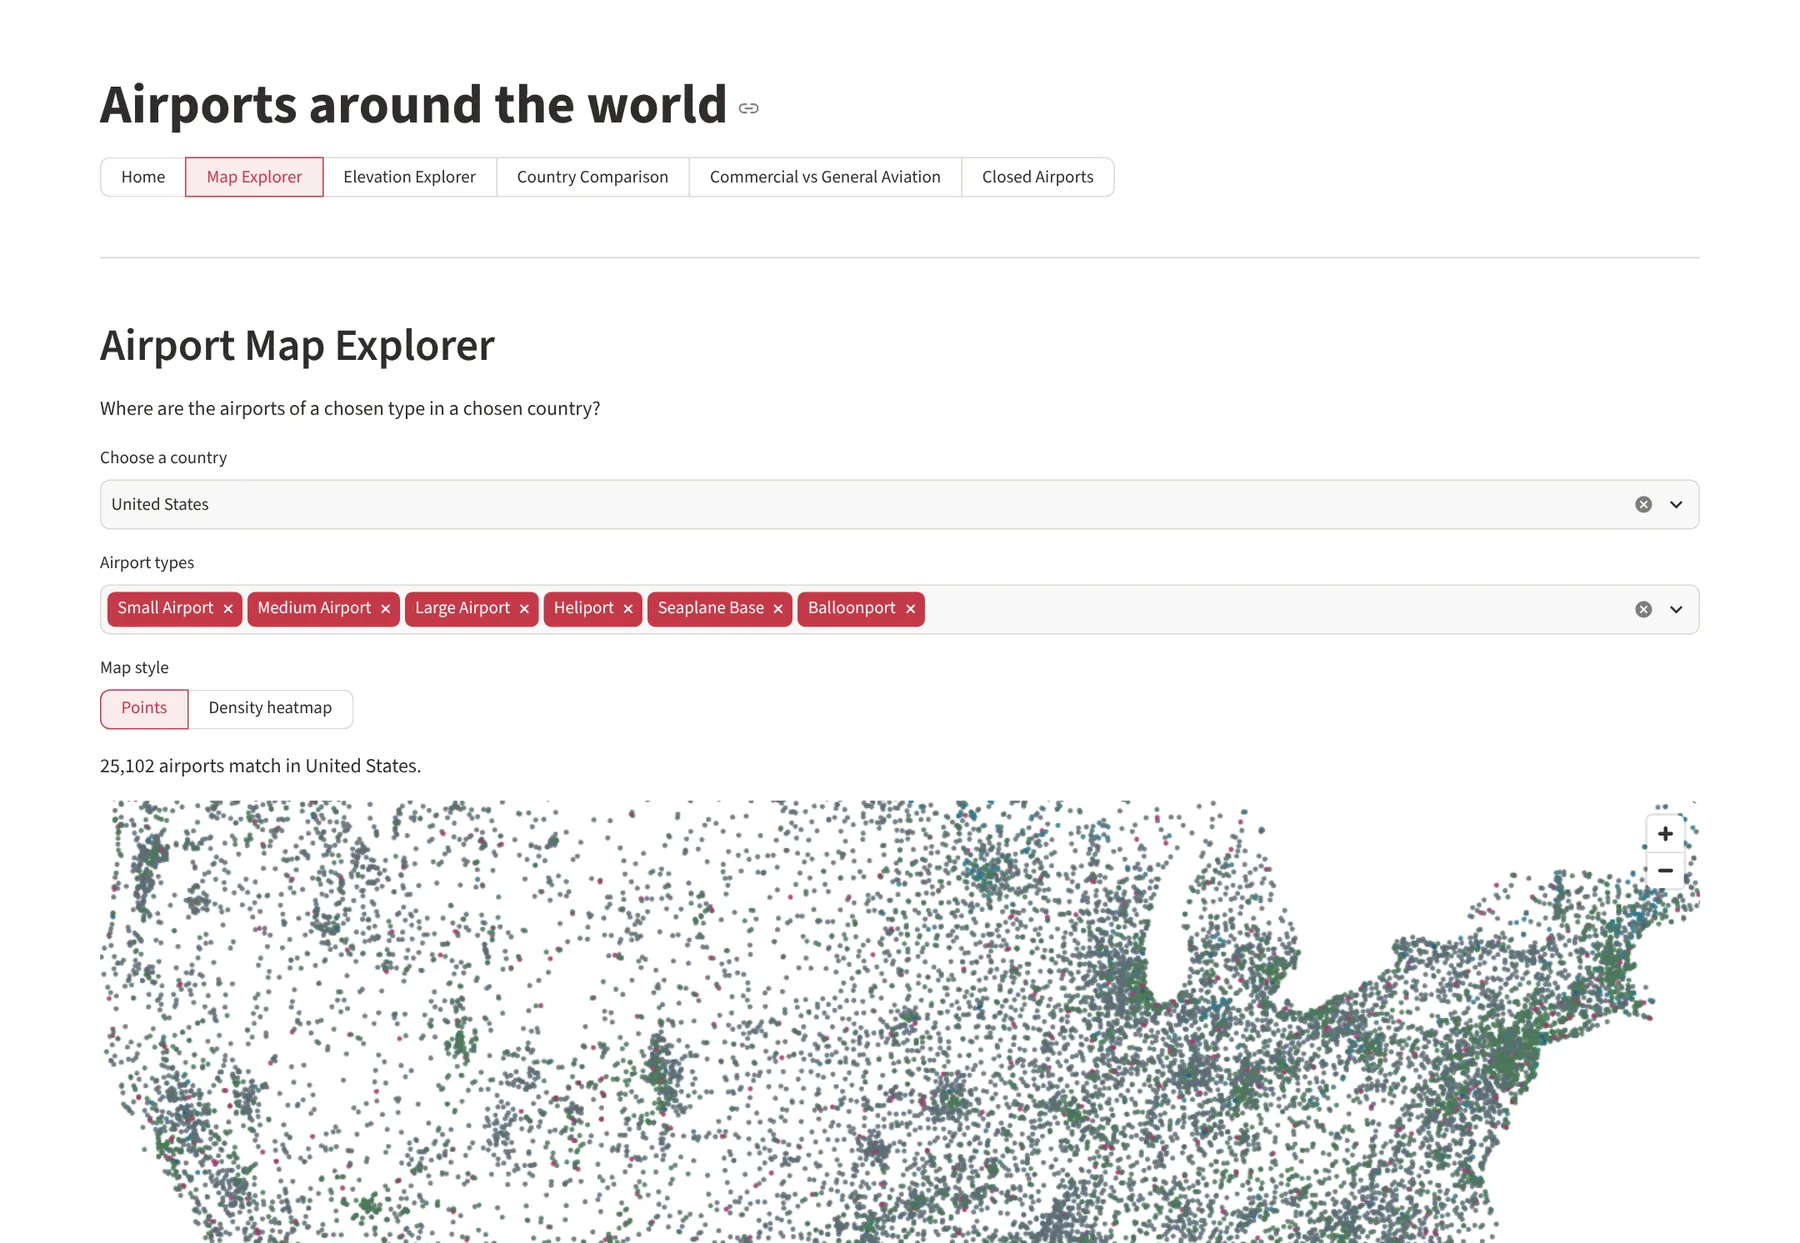 Airports around the world
Home Map Explorer Elevation Explorer Country Comparison Commercial vs General Aviation Closed Airports
Airport Map Explorer
Where are the airports of a chosen type in a chosen country?
Choose a country
United States
Airport types
Small Airport Medium Airport Large Airport Heliport Seaplane Base Balloonport
Map style
Points Density heatmap
25,102 airports match in United States.